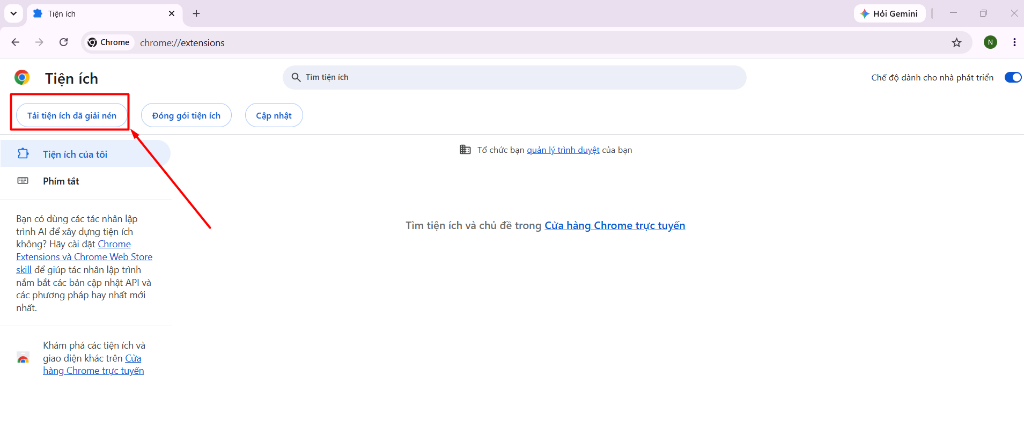 Tiện ích
Hỏi Gemini
Chrome
chrome://extensions
N
Tiện ích
Tìm tiện ích
Chế độ dành cho nhà phát triển
Tải tiện ích đã giải nén
Đóng gói tiện ích
Cập nhật
Tiện ích của tôi
Tổ chức bạn quản lý trình duyệt của bạn
Phím tắt
Bạn có dùng các tác nhân lập
trình AI để xây dựng tiện ích
không? Hãy cài đặt Chrome
Extensions và Chrome Web Store
skill để giúp tác nhân lập trình
nắm bắt các bản cập nhật API và
các phương pháp hay nhất mới
nhất.
Tìm tiện ích và chủ đề trong Cửa hàng Chrome trực tuyến
Khám phá các tiện ích và
giao diện khác trên Cửa
hàng Chrome trực tuyến